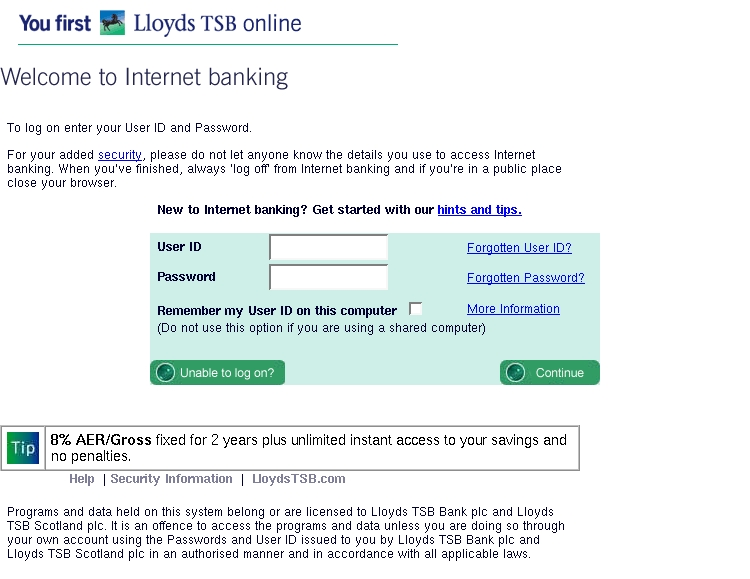 You first Lloyds TSB online
Welcome to Internet banking
To log on enter your User ID and Password.
For your added security, please do not let anyone know the details you use to access Internet
banking. When you've finished, always 'log off' from Internet banking and if you're in a public place
close your browser.
New to Internet banking? Get started with our hints and tips.
User ID Forgotten User ID?
Password Forgotten Password?
Remember my User ID on this computer More Information
(Do not use this option if you are using a shared computer)
Unable to log on? Continue
Tip 8% AER/Gross fixed for 2 years plus unlimited instant access to your savings and
no penalties.
Help | Security Information | LloydsTSB.com
Programs and data held on this system belong or are licensed to Lloyds TSB Bank plc and Lloyds
TSB Scotland plc. It is an offence to access the programs and data unless you are doing so through
your own account using the Passwords and User ID issued to you by Lloyds TSB Bank plc and
Lloyds TSB Scotland plc in an authorised manner and in accordance with all applicable laws.